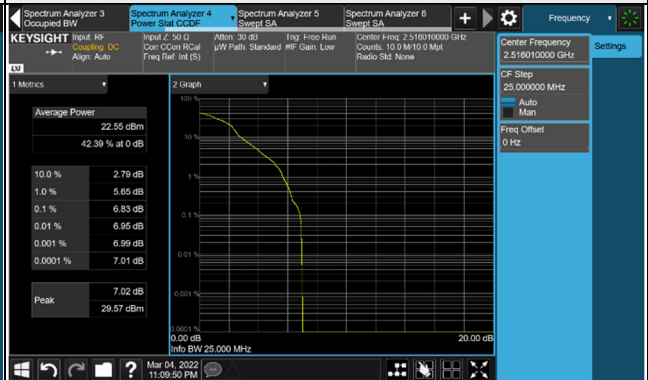 Spectrum Analyzer 3
Occupied BW
Spectrum Analyzer 4
Power Stat CCDF
Spectrum Analyzer 5
Swept SA
Spectrum Analyzer 6
Swept SA
Frequency
KEYSIGHT
Input: RF
Coupling: DC
Align: Auto
Input Z: 50 Ω
Corr CCorr RCal
Freq Ref: Int (S)
Atten: 30 dB
µW Path: Standard
Trig: Free Run
#IF Gain: Low
Center Freq: 2.516010000 GHz
Counts: 10.0 M/10.0 Mpt
Radio Std: None
LXI
Center Frequency
2.516010000 GHz
Settings
CF Step
25.000000 MHz
Auto
Man
Freq Offset
0 Hz
1 Metrics
2 Graph
Average Power
22.55 dBm
42.39 % at 0 dB
10.0 % 2.79 dB
1.0 % 5.65 dB
0.1 % 6.83 dB
0.01 % 6.95 dB
0.001 % 6.99 dB
0.0001 % 7.01 dB
Peak
7.02 dB
29.57 dBm
100 %
10 %
1 %
0.1 %
0.01 %
0.001 %
0.0001 %
0.00 dB
20.00 dB
Info BW 25.000 MHz
Mar 04, 2022
11:09:50 PM